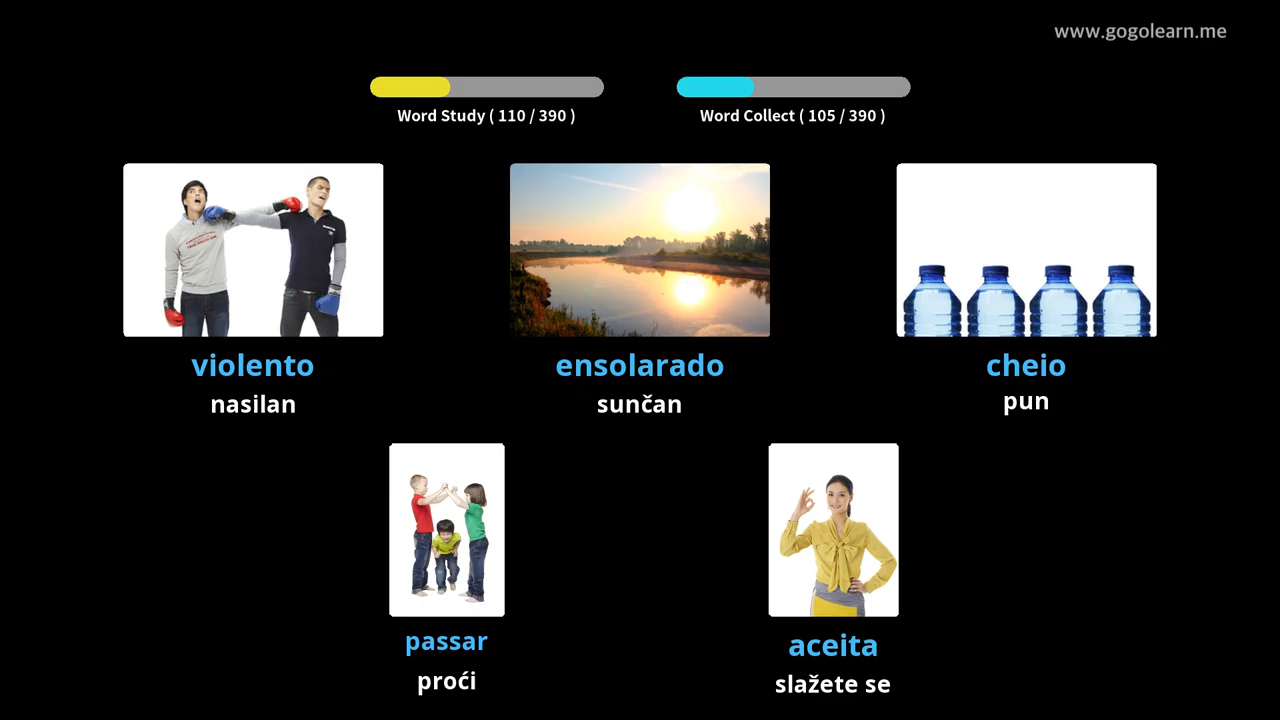 www.gogolearn.me
Word Study ( 110 / 390 )
Word Collect ( 105 / 390 )
violento
nasilan
ensolarado
sunčan
cheio
pun
passar
proći
aceita
slažete se